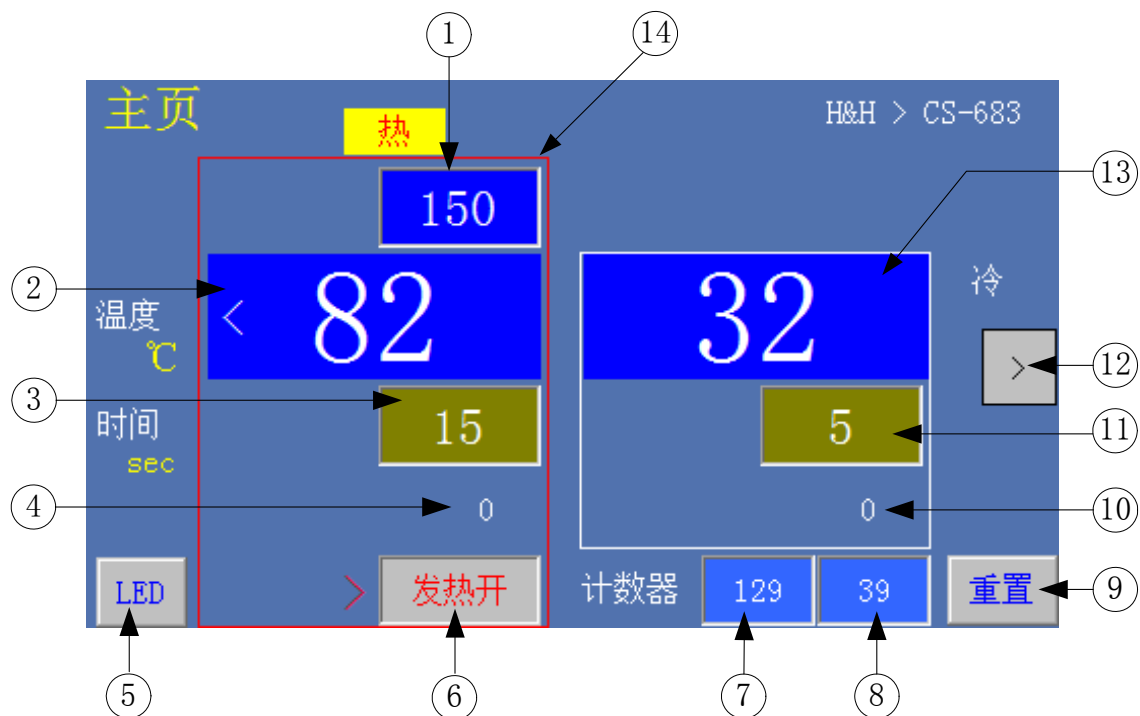 ① ⑭
主页 H&H > CS-683
热
⑬
150
② < 82 32 冷
温度
℃ > ⑫
③ 15 5 ⑪
时间
sec
④ 0 0 ⑩
LED > 发热开 计数器 129 39 重置 ⑨
⑤ ⑥ ⑦ ⑧